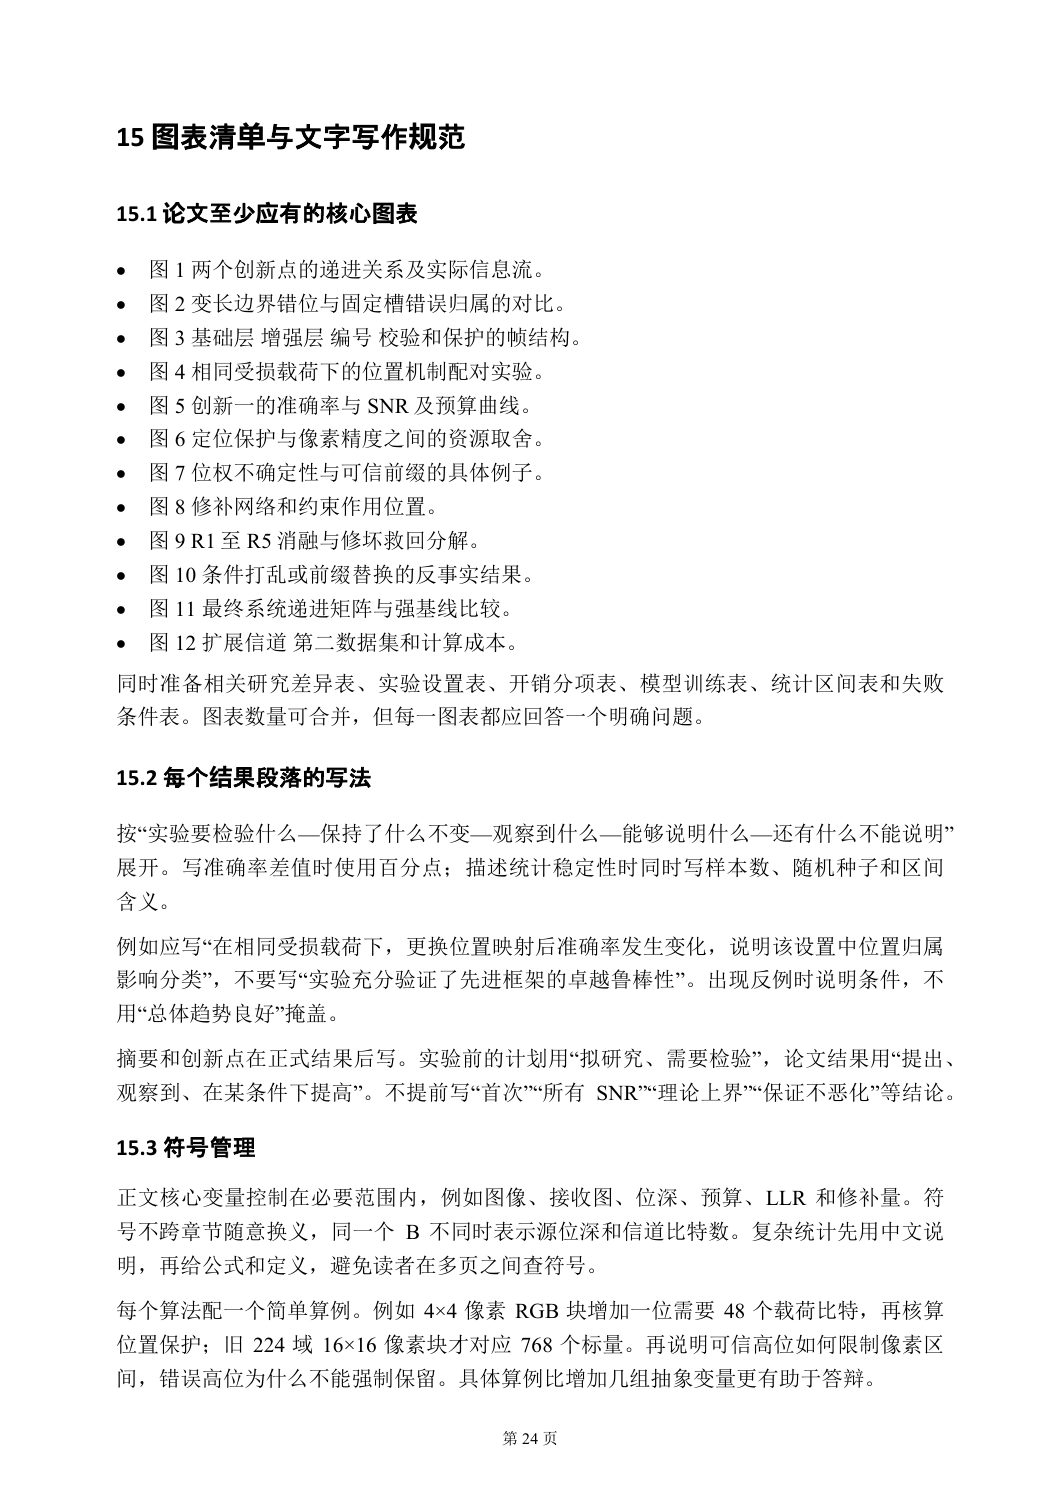 15 图表清单与文字写作规范
15.1 论文至少应有的核心图表
• 图 1 两个创新点的递进关系及实际信息流。
• 图 2 变长边界错位与固定槽错误归属的对比。
• 图 3 基础层 增强层 编号 校验和保护的帧结构。
• 图 4 相同受损载荷下的位置机制配对实验。
• 图 5 创新一的准确率与 SNR 及预算曲线。
• 图 6 定位保护与像素精度之间的资源取舍。
• 图 7 位权不确定性与可信前缀的具体例子。
• 图 8 修补网络和约束作用位置。
• 图 9 R1 至 R5 消融与修坏救回分解。
• 图 10 条件打乱或前缀替换的反事实结果。
• 图 11 最终系统递进矩阵与强基线比较。
• 图 12 扩展信道 第二数据集和计算成本。
同时准备相关研究差异表、实验设置表、开销分项表、模型训练表、统计区间表和失败
条件表。图表数量可合并，但每一图表都应回答一个明确问题。
15.2 每个结果段落的写法
按“实验要检验什么—保持了什么不变—观察到什么—能够说明什么—还有什么不能说明”
展开。写准确率差值时使用百分点；描述统计稳定性时同时写样本数、随机种子和区间
含义。
例如应写“在相同受损载荷下，更换位置映射后准确率发生变化，说明该设置中位置归属
影响分类”，不要写“实验充分验证了先进框架的卓越鲁棒性”。出现反例时说明条件，不
用“总体趋势良好”掩盖。
摘要和创新点在正式结果后写。实验前的计划用“拟研究、需要检验”，论文结果用“提出、
观察到、在某条件下提高”。不提前写“首次”“所有 SNR”“理论上界”“保证不恶化”等结论。
15.3 符号管理
正文核心变量控制在必要范围内，例如图像、接收图、位深、预算、LLR 和修补量。符
号不跨章节随意换义，同一个 B 不同时表示源位深和信道比特数。复杂统计先用中文说
明，再给公式和定义，避免读者在多页之间查符号。
每个算法配一个简单算例。例如 4×4 像素 RGB 块增加一位需要 48 个载荷比特，再核算
位置保护；旧 224 域 16×16 像素块才对应 768 个标量。再说明可信高位如何限制像素区
间，错误高位为什么不能强制保留。具体算例比增加几组抽象变量更有助于答辩。
第 24 页